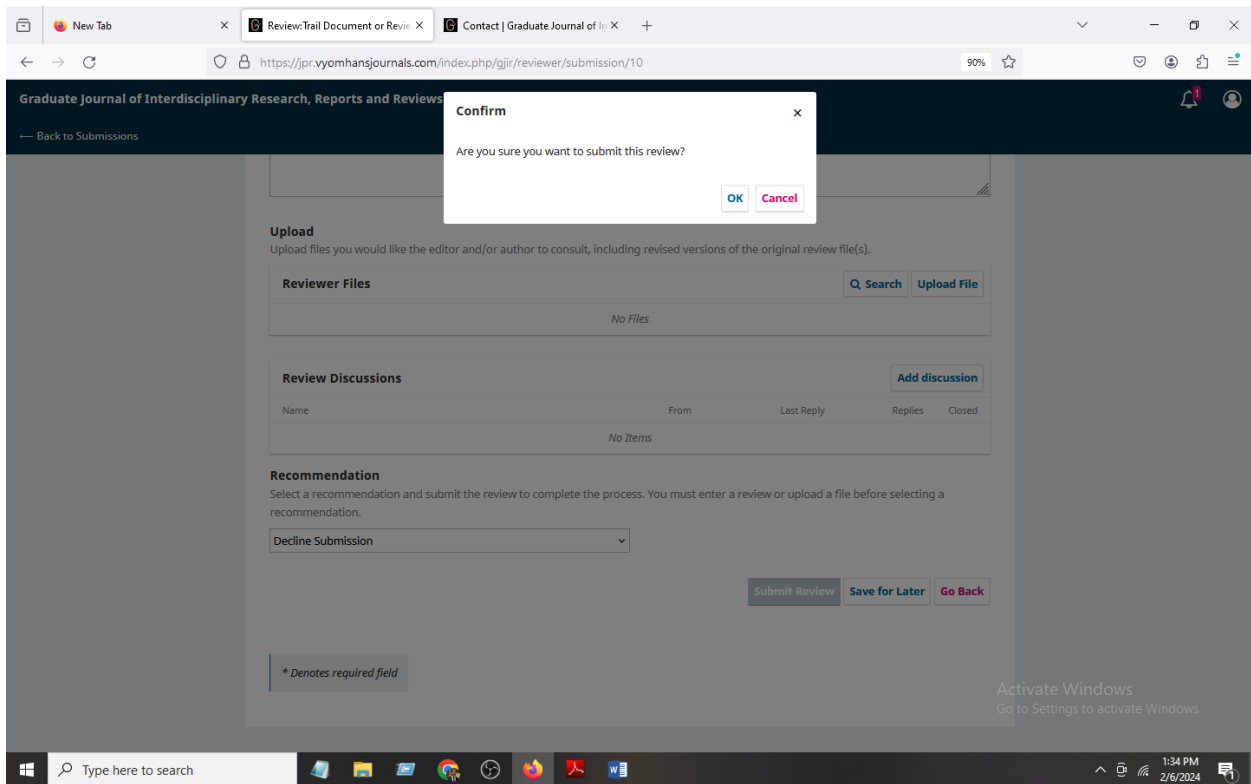 New Tab
Review:Trail Document or Revie
Contact | Graduate Journal of In
https://jpr.vyomhansjournals.com/index.php/gjir/reviewer/submission/10
90%
Graduate Journal of Interdisciplinary Research, Reports and Reviews
1
← Back to Submissions
Confirm
Are you sure you want to submit this review?
OK Cancel
Upload
Upload files you would like the editor and/or author to consult, including revised versions of the original review file(s).
Reviewer Files
Search Upload File
No Files
Review Discussions
Add discussion
Name From Last Reply Replies Closed
No Items
Recommendation
Select a recommendation and submit the review to complete the process. You must enter a review or upload a file before selecting a
recommendation.
Decline Submission
Submit Review Save for Later Go Back
* Denotes required field
Activate Windows
Go to Settings to activate Windows.
Type here to search
1:34 PM
2/6/2024